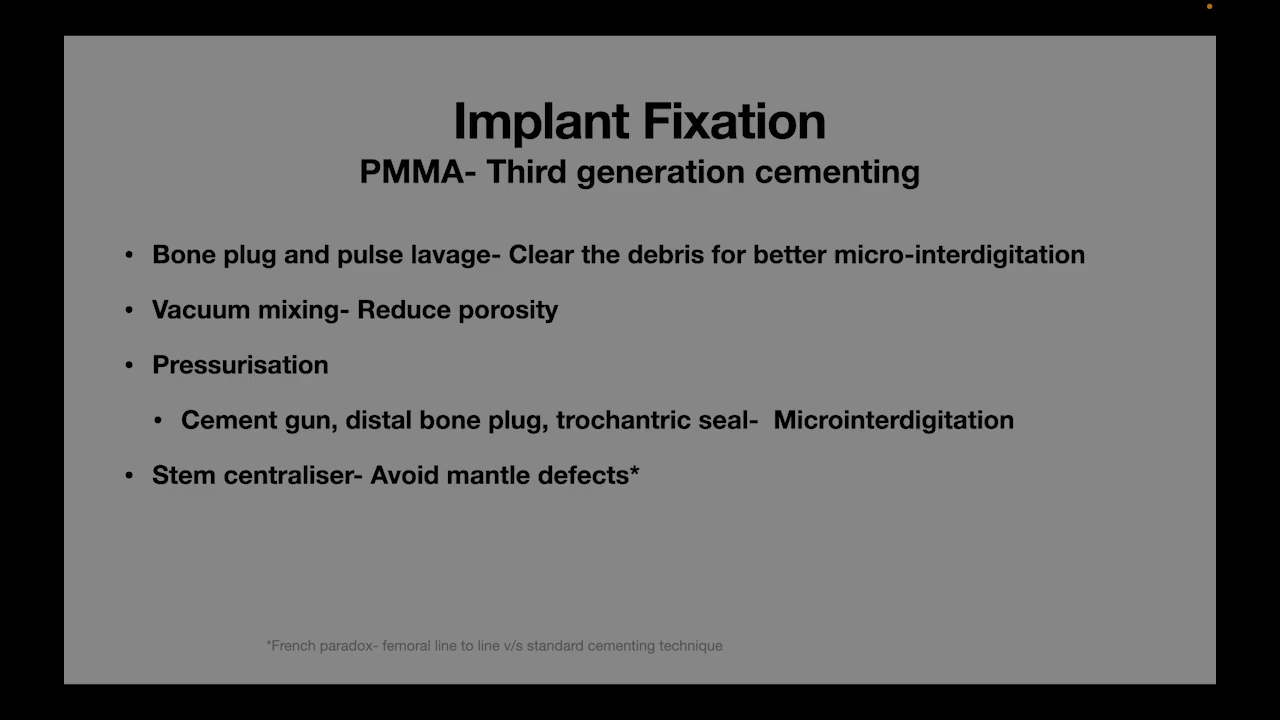 Implant Fixation
PMMA- Third generation cementing
• Bone plug and pulse lavage- Clear the debris for better micro-interdigitation
• Vacuum mixing- Reduce porosity
• Pressurisation
• Cement gun, distal bone plug, trochantric seal-  Microinterdigitation
• Stem centraliser- Avoid mantle defects*
*French paradox- femoral line to line v/s standard cementing technique